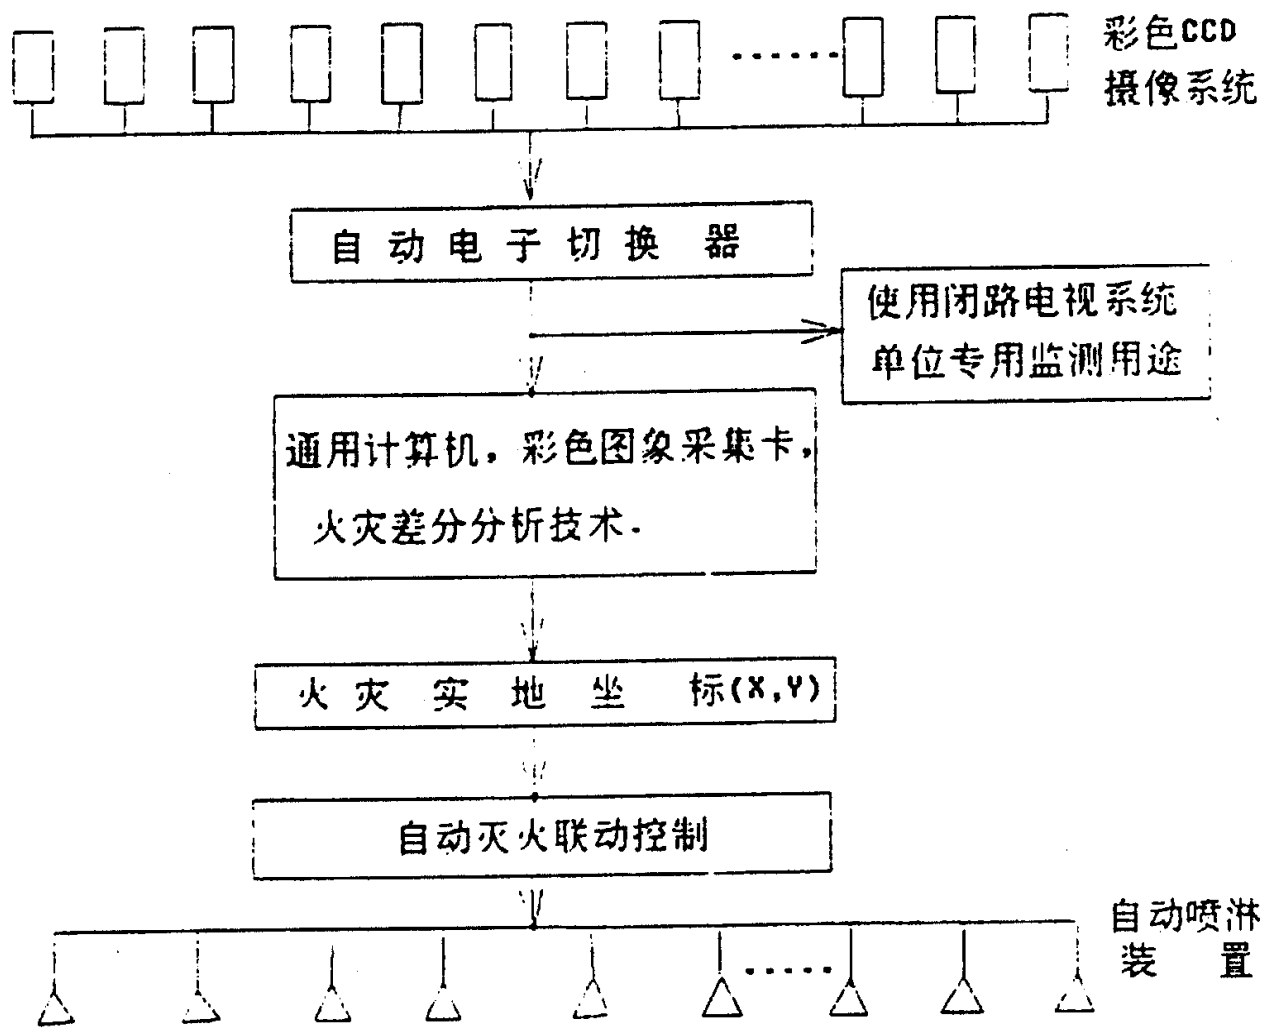 彩色CCD
摄像系统
自动电子切换器
使用闭路电视系统
单位专用监测用途
通用计算机，彩色图象采集卡，
火灾差分分析技术.
火灾实地坐标(X,Y)
自动灭火联动控制
自动喷淋
装置